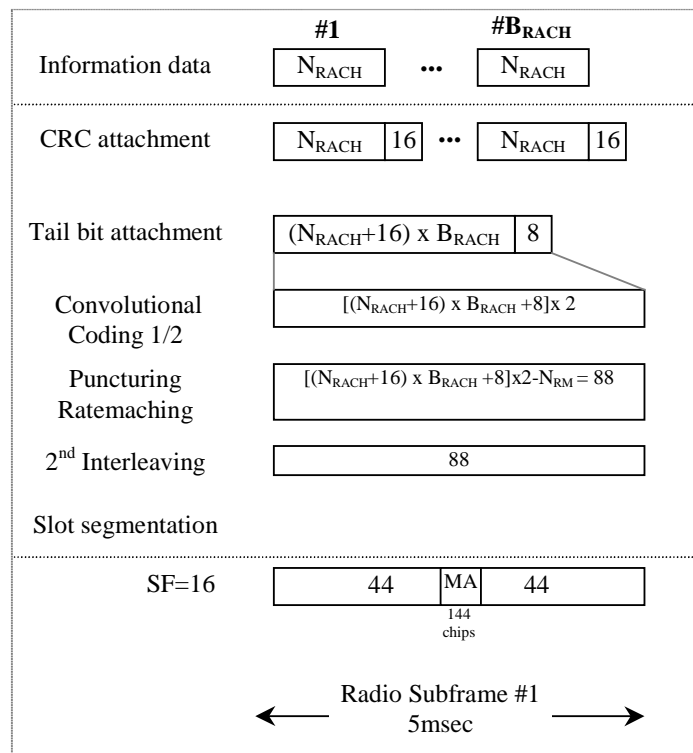 #1 #B_RACH
Information data N_RACH ... N_RACH
CRC attachment N_RACH 16 ... N_RACH 16
Tail bit attachment (N_RACH+16) x B_RACH 8
Convolutional
Coding 1/2
[(N_RACH+16) x B_RACH +8]x 2
Puncturing
Ratemaching
[(N_RACH+16) x B_RACH +8]x2-N_RM = 88
2nd Interleaving 88
Slot segmentation
SF=16 44 MA 44
144
chips
Radio Subframe #1
5msec